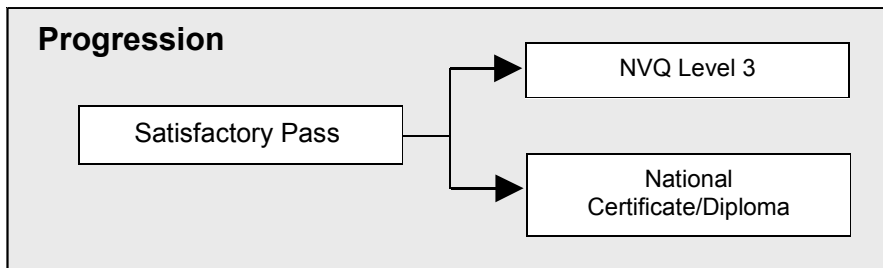 Progression
NVQ Level 3
Satisfactory Pass
National
Certificate/Diploma